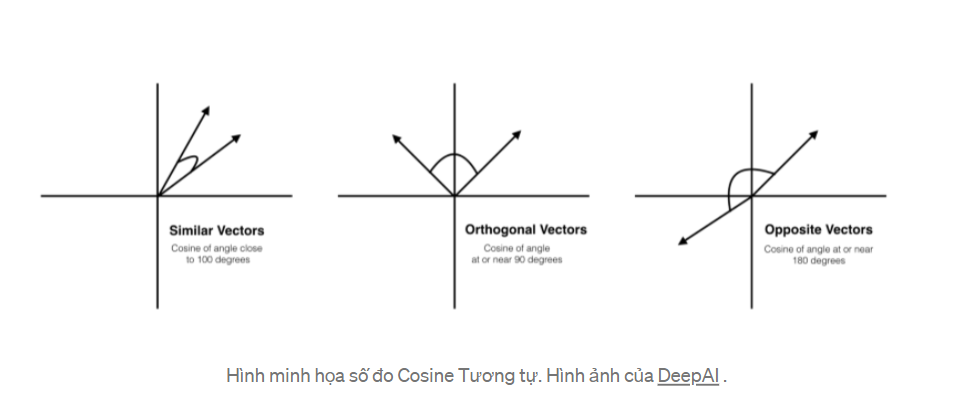 Similar Vectors
Cosine of angle close
to 100 degrees
Orthogonal Vectors
Cosine of angle
at or near 90 degrees
Opposite Vectors
Cosine of angle at or near
180 degrees
Hình minh họa số đo Cosine Tương tự. Hình ảnh của DeepAI .